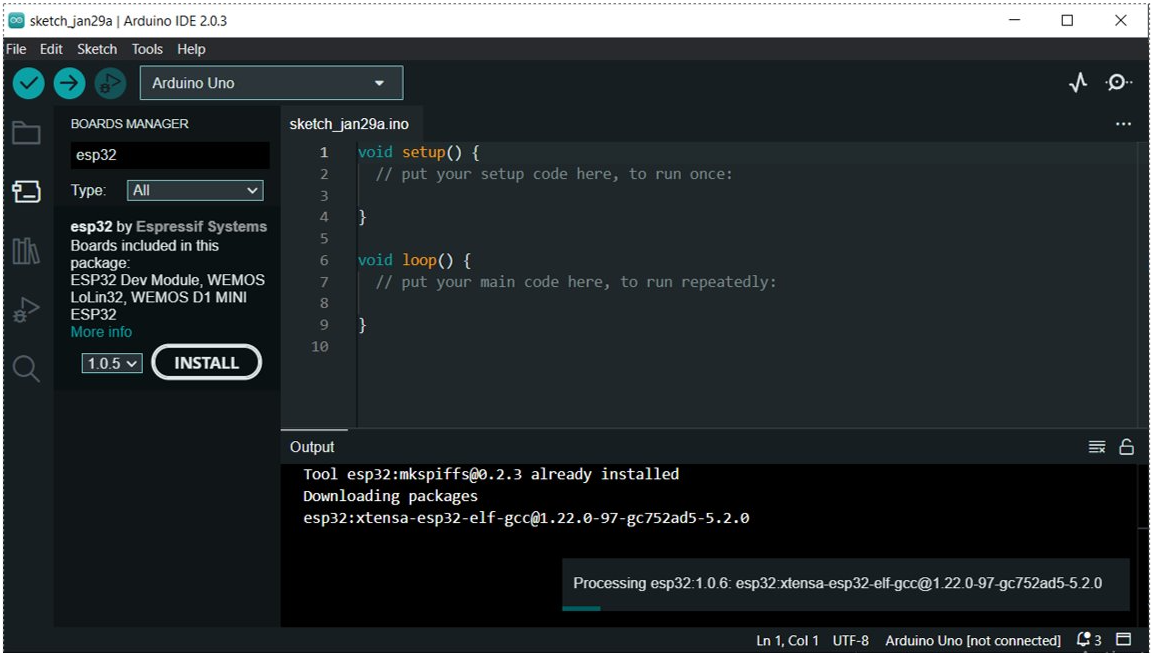 sketch_jan29a | Arduino IDE 2.0.3
File Edit Sketch Tools Help
Arduino Uno
BOARDS MANAGER
esp32
Type: All
esp32 by Espressif Systems
Boards included in this
package:
ESP32 Dev Module, WEMOS
LoLin32, WEMOS D1 MINI
ESP32
More info
1.0.5 INSTALL
sketch_jan29a.ino
1 void setup() {
2 // put your setup code here, to run once:
3
4 }
5
6 void loop() {
7 // put your main code here, to run repeatedly:
8
9 }
10
Output
Tool esp32:mkspiffs@0.2.3 already installed
Downloading packages
esp32:xtensa-esp32-elf-gcc@1.22.0-97-gc752ad5-5.2.0
Processing esp32:1.0.6: esp32:xtensa-esp32-elf-gcc@1.22.0-97-gc752ad5-5.2.0
Ln 1, Col 1 UTF-8 Arduino Uno [not connected] 3